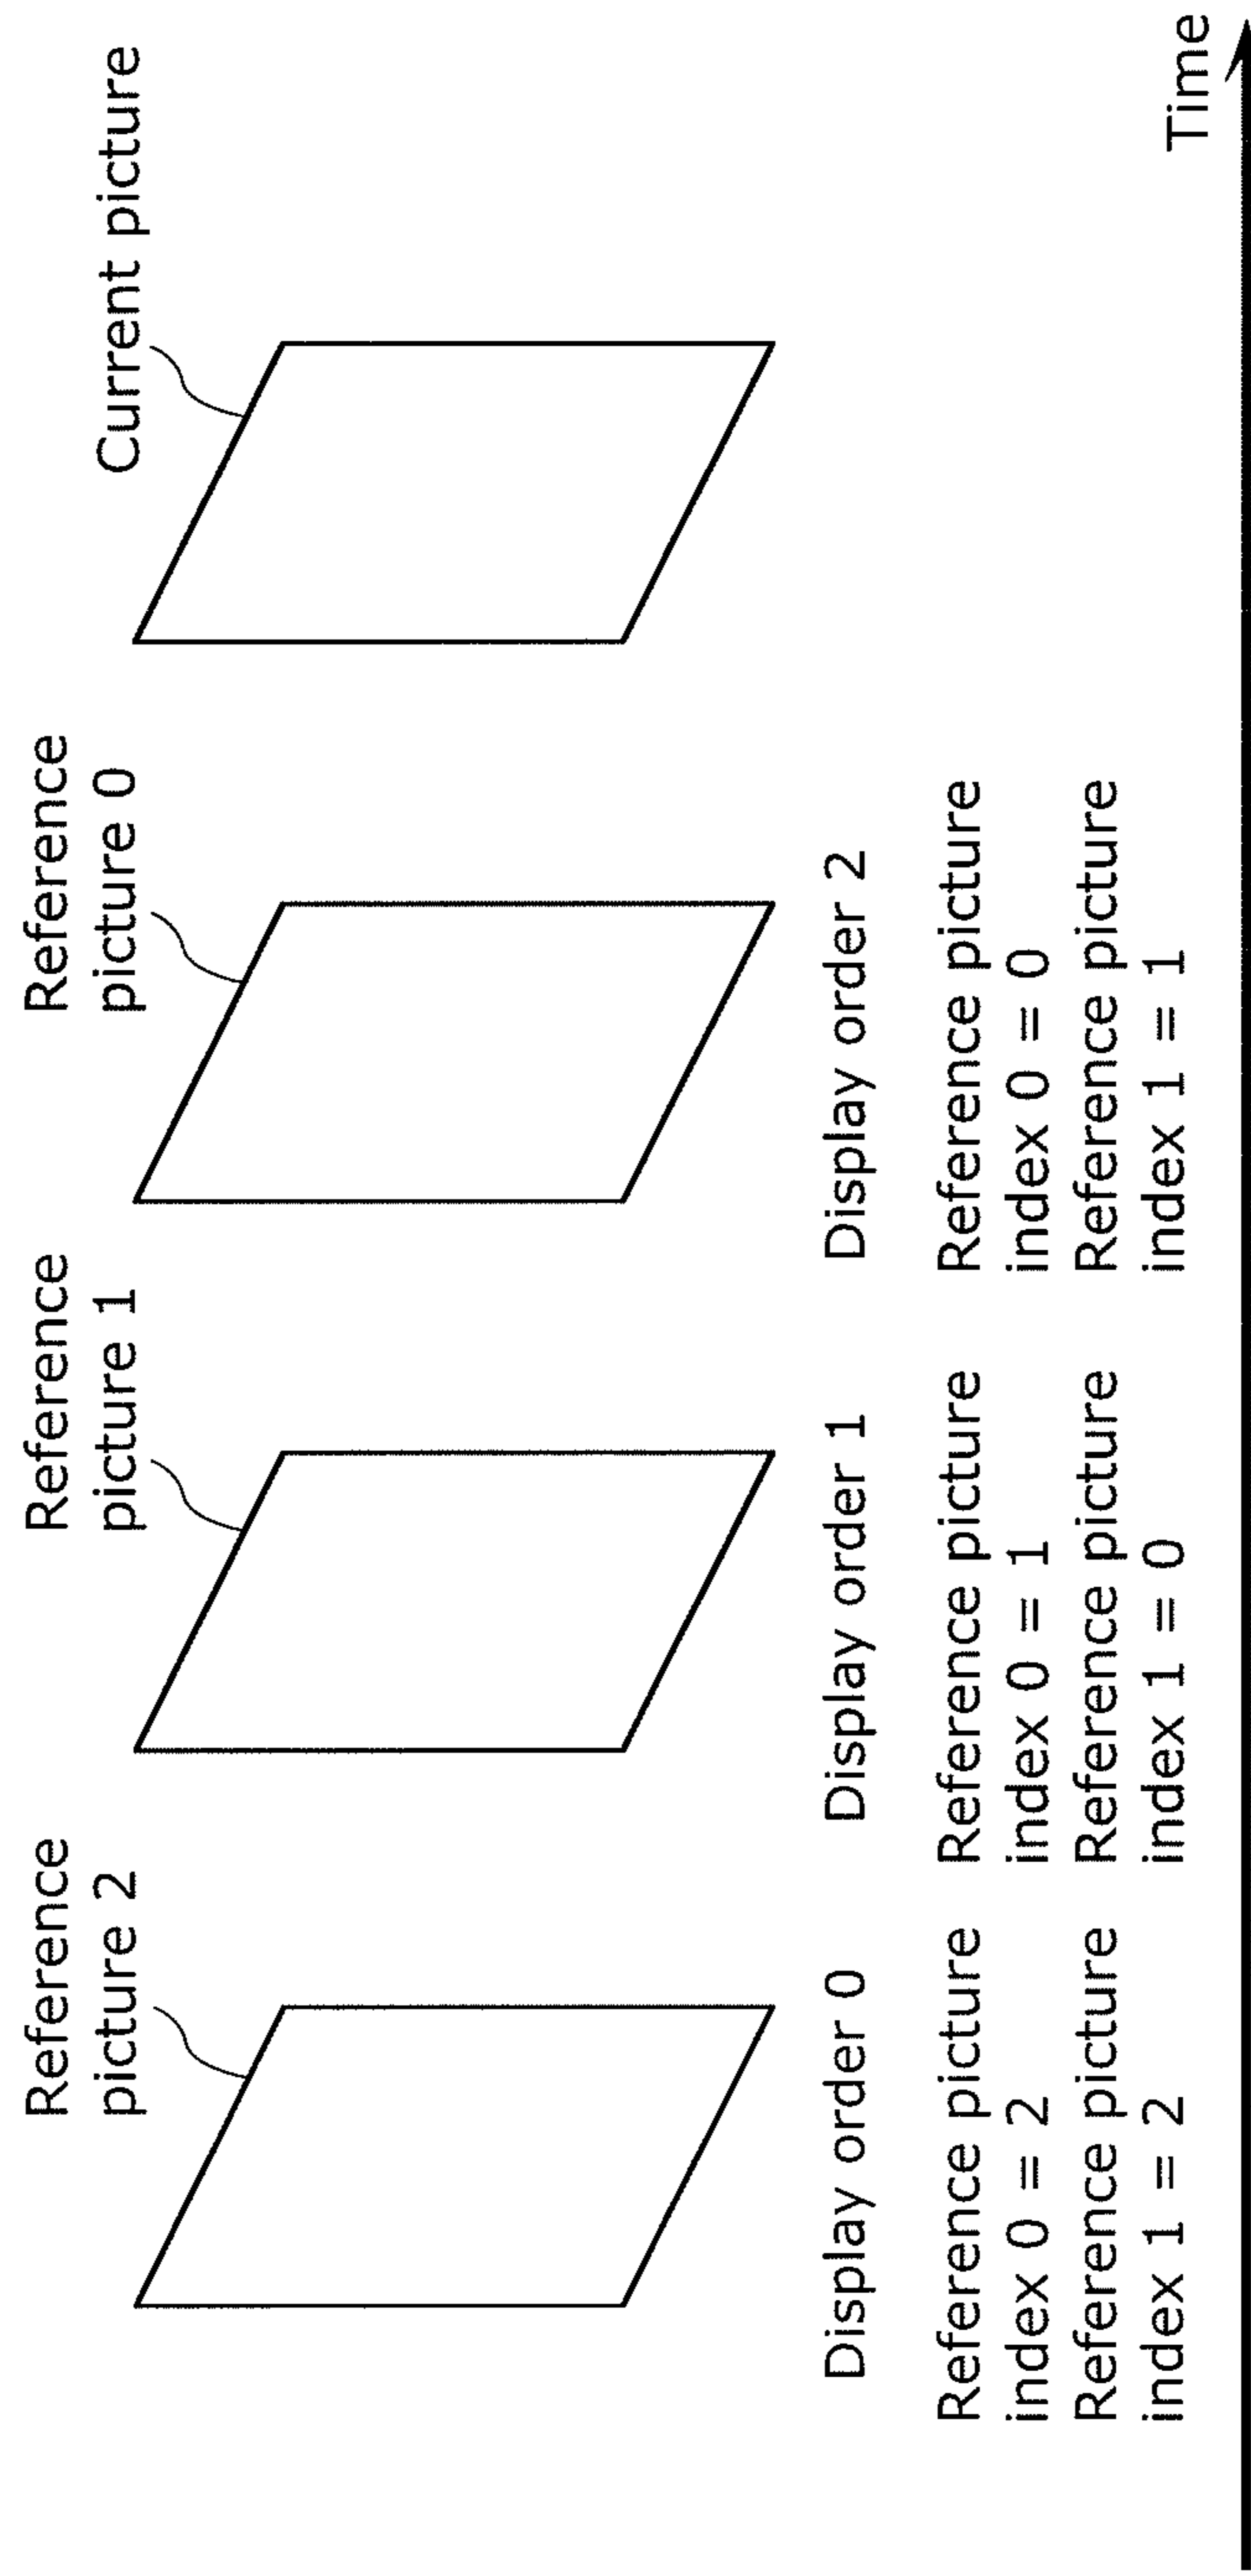 Reference
picture 2
Reference
picture 1
Reference
picture 0
Current picture
Display order 0
Display order 1
Display order 2
Reference picture
index 0 = 2
Reference picture
index 1 = 2
Reference picture
index 0 = 1
Reference picture
index 1 = 0
Reference picture
index 0 = 0
Reference picture
index 1 = 1
Time